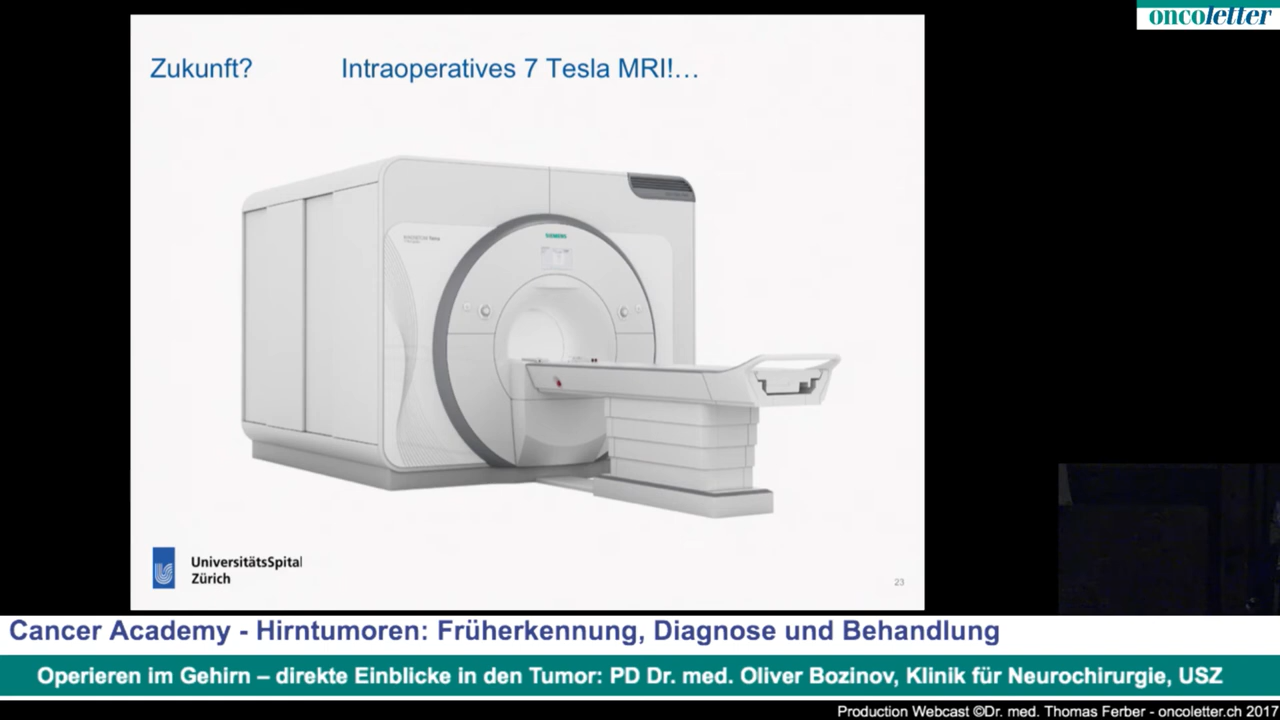 oncoletter
Zukunft? Intraoperatives 7 Tesla MRI!...
SIEMENS
UniversitätsSpital
Zürich
23
Cancer Academy - Hirntumoren: Früherkennung, Diagnose und Behandlung
Operieren im Gehirn – direkte Einblicke in den Tumor: PD Dr. med. Oliver Bozinov, Klinik für Neurochirurgie, USZ
Production Webcast ©Dr. med. Thomas Ferber - oncoletter.ch 2017